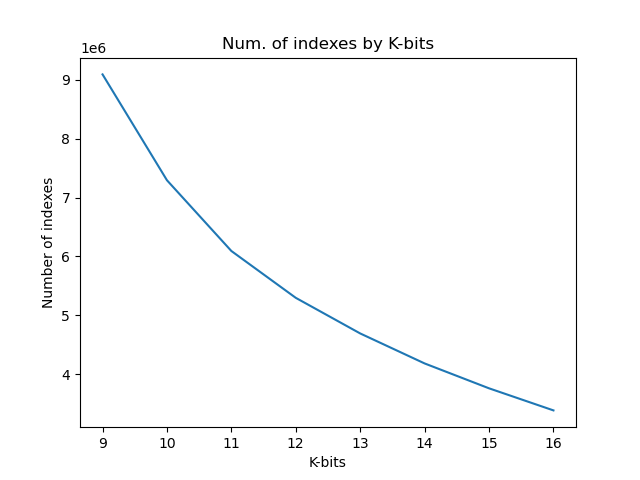 Num. of indexes by K-bits
1e6
9
8
7
6
5
4
Number of indexes
9 10 11 12 13 14 15 16
K-bits